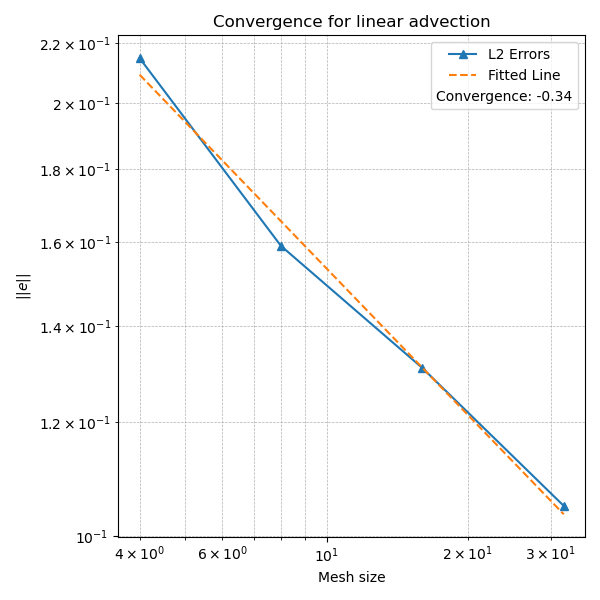 Convergence for linear advection
L2 Errors
Fitted Line
Convergence: -0.34
||e||
2.2 × 10⁻¹
2 × 10⁻¹
1.8 × 10⁻¹
1.6 × 10⁻¹
1.4 × 10⁻¹
1.2 × 10⁻¹
10⁻¹
4 × 10⁰ 6 × 10⁰ 10¹ 2 × 10¹ 3 × 10¹
Mesh size